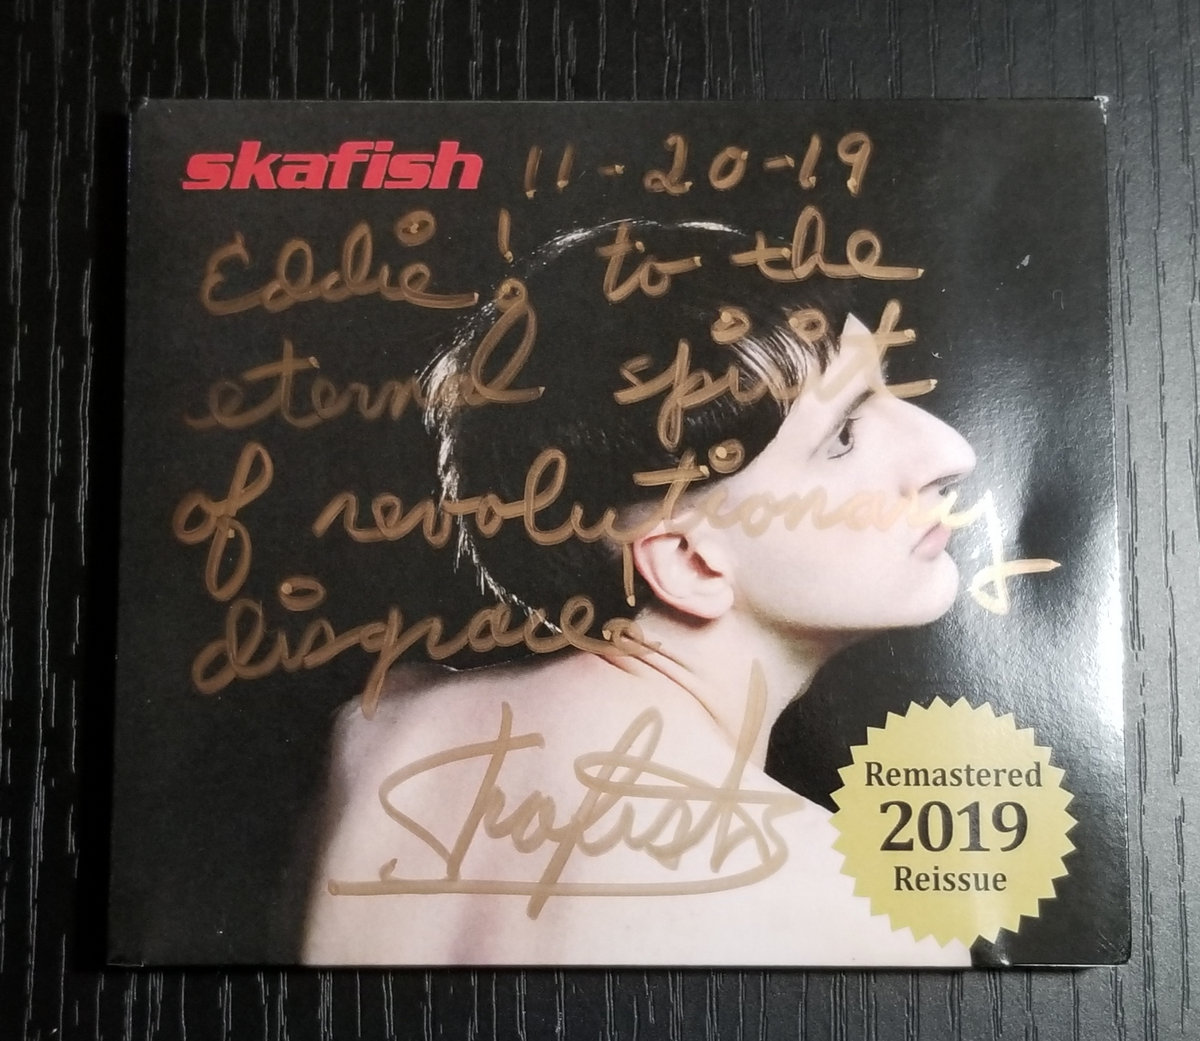 skafish 11-20-19
Eddie! to the
eternal spirit
of revolutionary
disgrace!
Skafish
Remastered
2019
Reissue